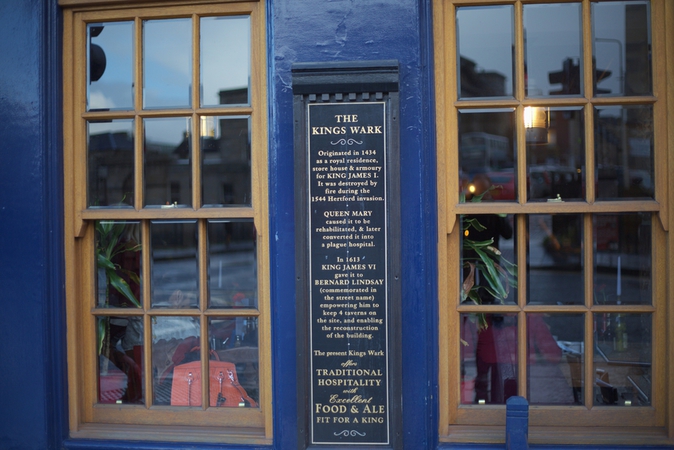 THE
KINGS WARK
Originated in 1434
as a royal residence,
store house & armoury
for KING JAMES I.
It was destroyed by
fire during the
1544 Hertford invasion.
QUEEN MARY
caused it to be
rehabilitated, & later
converted it into
a plague hospital.
In 1613
KING JAMES VI
gave it to
BERNARD LINDSAY
(commemorated in
the street name)
empowering him to
keep 4 taverns on
the site, and enabling
the reconstruction
of the building.
The present Kings Wark
offers
TRADITIONAL
HOSPITALITY
with
Excellent
FOOD & ALE
FIT FOR A KING